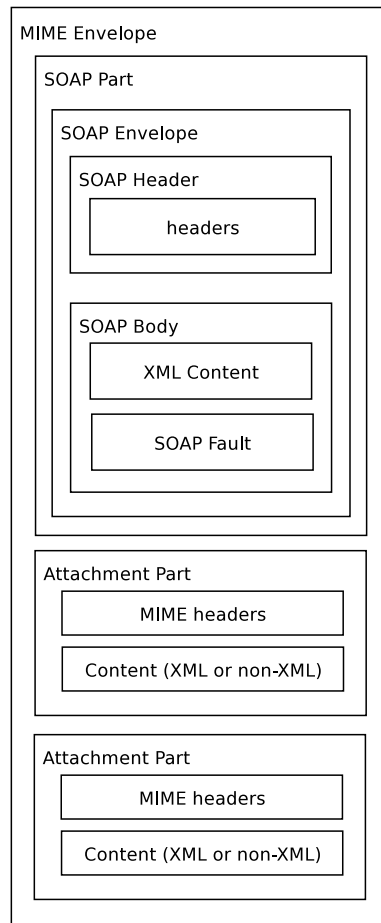 MIME Envelope
SOAP Part
SOAP Envelope
SOAP Header
headers
SOAP Body
XML Content
SOAP Fault
Attachment Part
MIME headers
Content (XML or non-XML)
Attachment Part
MIME headers
Content (XML or non-XML)